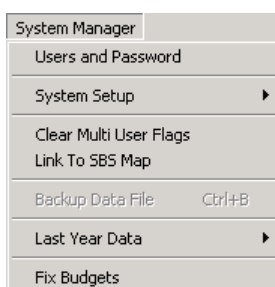 System Manager
Users and Password
System Setup
Clear Multi User Flags
Link To SBS Map
Backup Data File Ctrl+B
Last Year Data
Fix Budgets